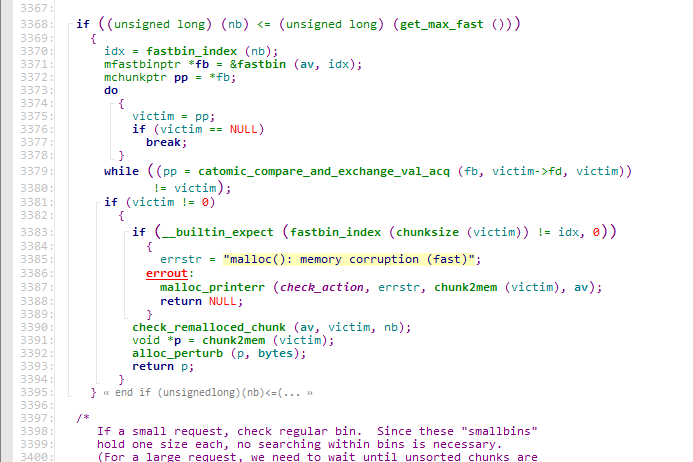 3367:
3368: if ((unsigned long) (nb) <= (unsigned long) (get_max_fast ()))
3369: {
3370: idx = fastbin_index (nb);
3371: mfastbinptr *fb = &fastbin (av, idx);
3372: mchunkptr pp = *fb;
3373: do
3374: {
3375: victim = pp;
3376: if (victim == NULL)
3377: break;
3378: }
3379: while ((pp = catomic_compare_and_exchange_val_acq (fb, victim->fd, victim))
3380: != victim);
3381: if (victim != 0)
3382: {
3383: if (__builtin_expect (fastbin_index (chunksize (victim)) != idx, 0))
3384: {
3385: errstr = "malloc(): memory corruption (fast)";
3386: errout:
3387: malloc_printerr (check_action, errstr, chunk2mem (victim), av);
3388: return NULL;
3389: }
3390: check_remalloced_chunk (av, victim, nb);
3391: void *p = chunk2mem (victim);
3392: alloc_perturb (p, bytes);
3393: return p;
3394: }
3395: } « end if (unsignedlong)(nb)<=(... »
3396:
3397: /*
3398: If a small request, check regular bin.  Since these "smallbins"
3399: hold one size each, no searching within bins is necessary.
3400: (For a large request, we need to wait until unsorted chunks are